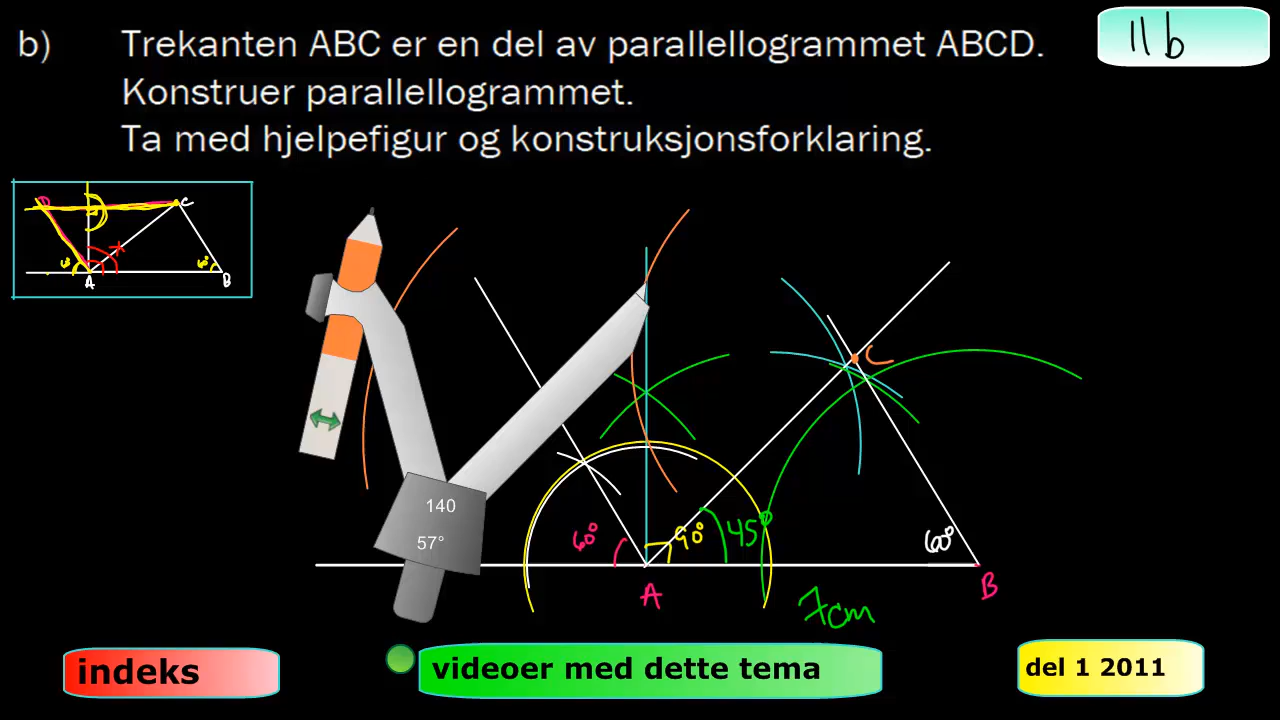 11b
b) Trekanten ABC er en del av parallellogrammet ABCD.
Konstruer parallellogrammet.
Ta med hjelpefigur og konstruksjonsforklaring.
D
C
60°
A
B
140
57°
C
60°
90°
45°
60°
A
7cm
B
indeks
videoer med dette tema
del 1 2011